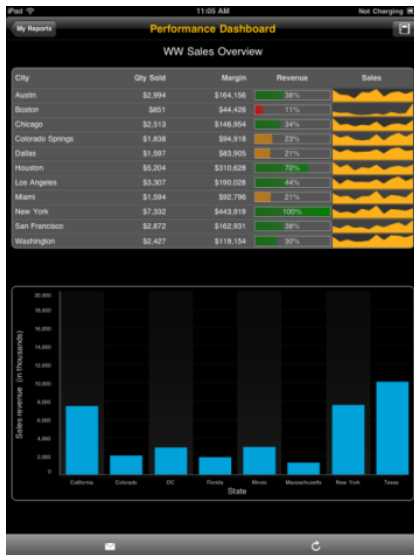 iPad 11:05 AM Not Charging
My Reports Performance Dashboard
WW Sales Overview
City Qty Sold Margin Revenue Sales
Austin $2,994 $164,156 38%
Boston $851 $44,426 11%
Chicago $2,513 $146,954 34%
Colorado Springs $1,838 $94,918 23%
Dallas $1,597 $83,905 21%
Houston $5,204 $310,628 70%
Los Angeles $3,307 $190,028 44%
Miami $1,594 $92,796 21%
New York $7,332 $443,919 100%
San Francisco $2,872 $162,931 38%
Washington $2,427 $119,154 30%
Sales revenue (in thousands)
20,000
18,000
16,000
14,000
12,000
10,000
8,000
6,000
4,000
2,000
0
California Colorado DC Florida Illinois Massachusetts New York Texas
State